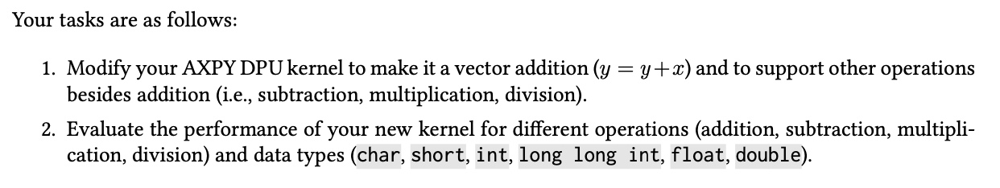 Your tasks are as follows:
1. Modify your AXPY DPU kernel to make it a vector addition (y = y+x) and to support other operations
besides addition (i.e., subtraction, multiplication, division).
2. Evaluate the performance of your new kernel for different operations (addition, subtraction, multipli-
cation, division) and data types (char, short, int, long long int, float, double).